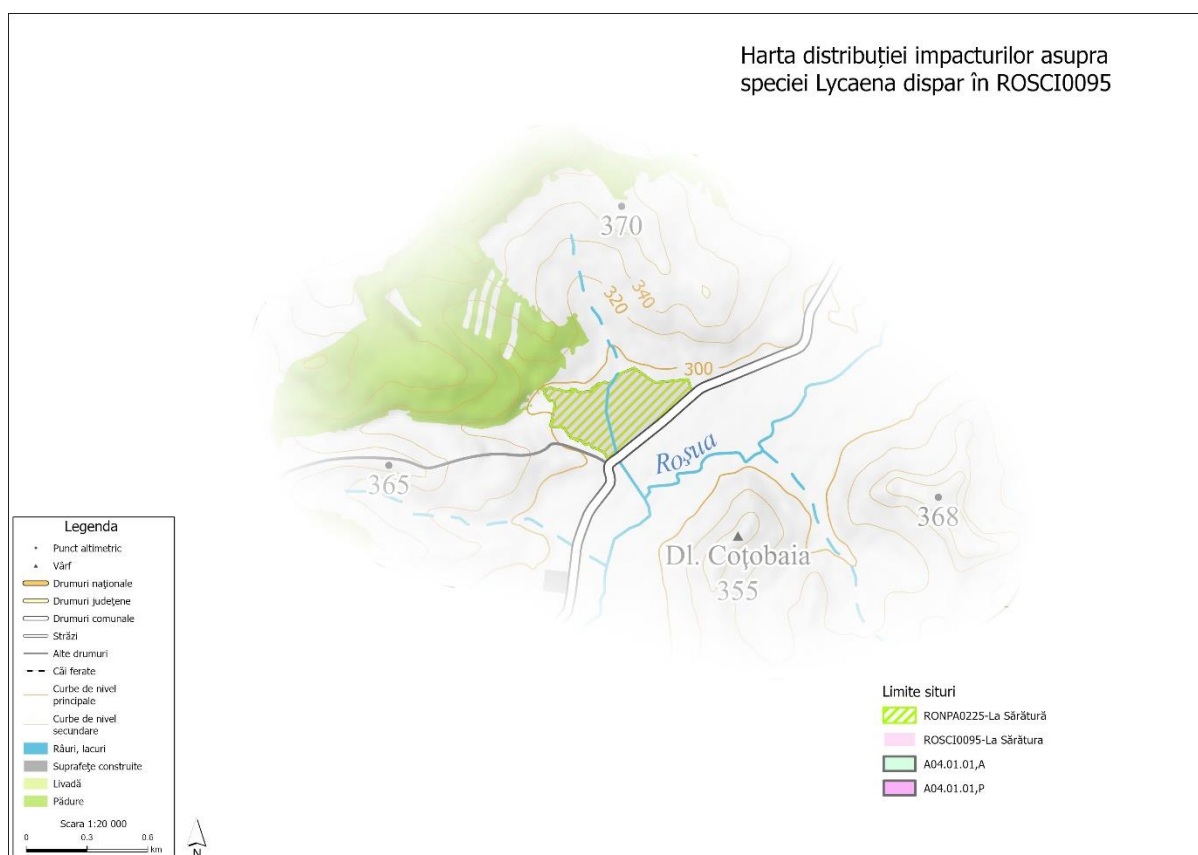 Harta distribuției impacturilor asupra
speciei Lycaena dispar în ROSCI0095
370
340
320
300
Roșua
365
368
Dl. Coțobaia
355
Legenda
Punct altimetric
Vârf
Drumuri naționale
Drumuri județene
Drumuri comunale
Străzi
Alte drumuri
Căi ferate
Curbe de nivel
principale
Curbe de nivel
secundare
Râuri, lacuri
Suprafețe construite
Livadă
Pădure
Scara 1:20 000
0 0.3 0.6
km
N
Limite situri
RONPA0225-La Sărătură
ROSCI0095-La Sărătura
A04.01.01,A
A04.01.01,P